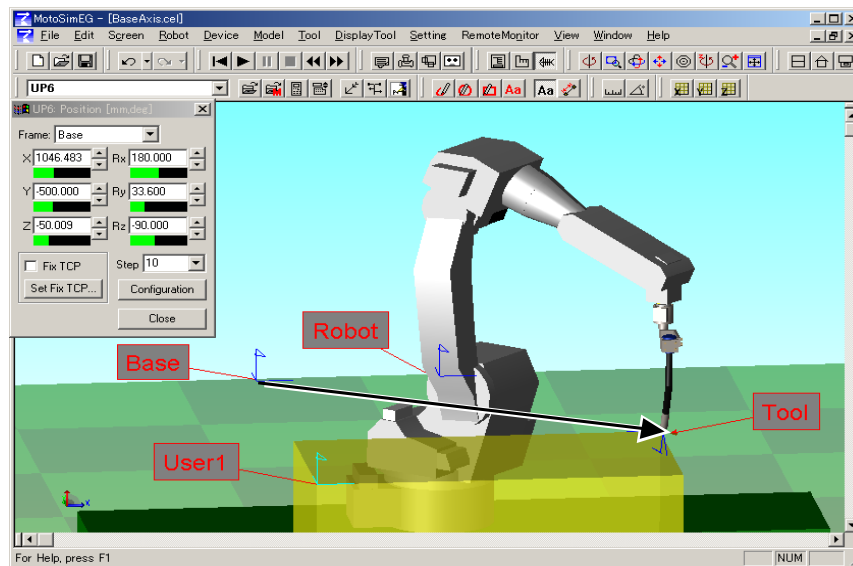 MotoSimEG - [BaseAxis.cel]
File Edit Screen Robot Device Model Tool DisplayTool Setting RemoteMonitor View Window Help
UP6
Aa Aa
UP6: Position [mm,deg]
Frame: Base
X 1046.483 Rx 180.000
Y -500.000 Ry 33.600
Z -50.009 Rz -90.000
Fix TCP Step 10
Set Fix TCP... Configuration
Close
Robot
Base
Tool
User1
x
For Help, press F1 NUM